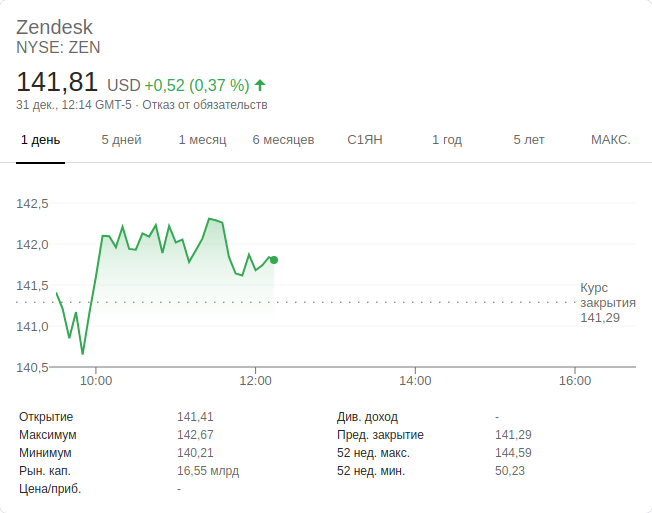 Zendesk
NYSE: ZEN
141,81 USD +0,52 (0,37 %)
31 дек., 12:14 GMT-5 · Отказ от обязательств
1 день 5 дней 1 месяц 6 месяцев С1ЯН 1 год 5 лет МАКС.
142,5
142,0
141,5
141,0
140,5
Курс
закрытия
141,29
10:00 12:00 14:00 16:00
Открытие 141,41 Див. доход -
Максимум 142,67 Пред. закрытие 141,29
Минимум 140,21 52 нед. макс. 144,59
Рын. кап. 16,55 млрд 52 нед. мин. 50,23
Цена/приб. -